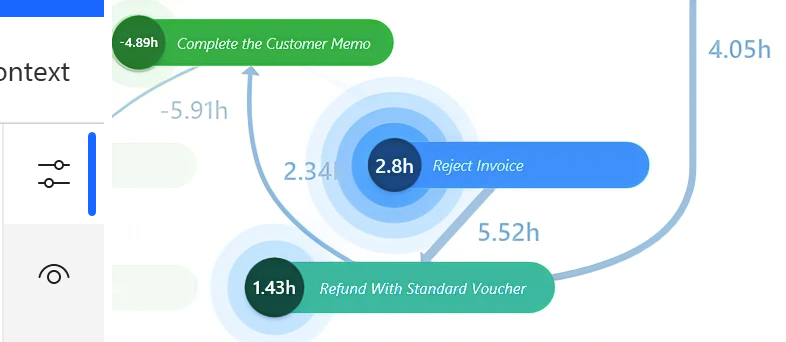 -4.89h Complete the Customer Memo
4.05h
ontext
-5.91h
2.34h
2.8h Reject Invoice
5.52h
1.43h Refund With Standard Voucher